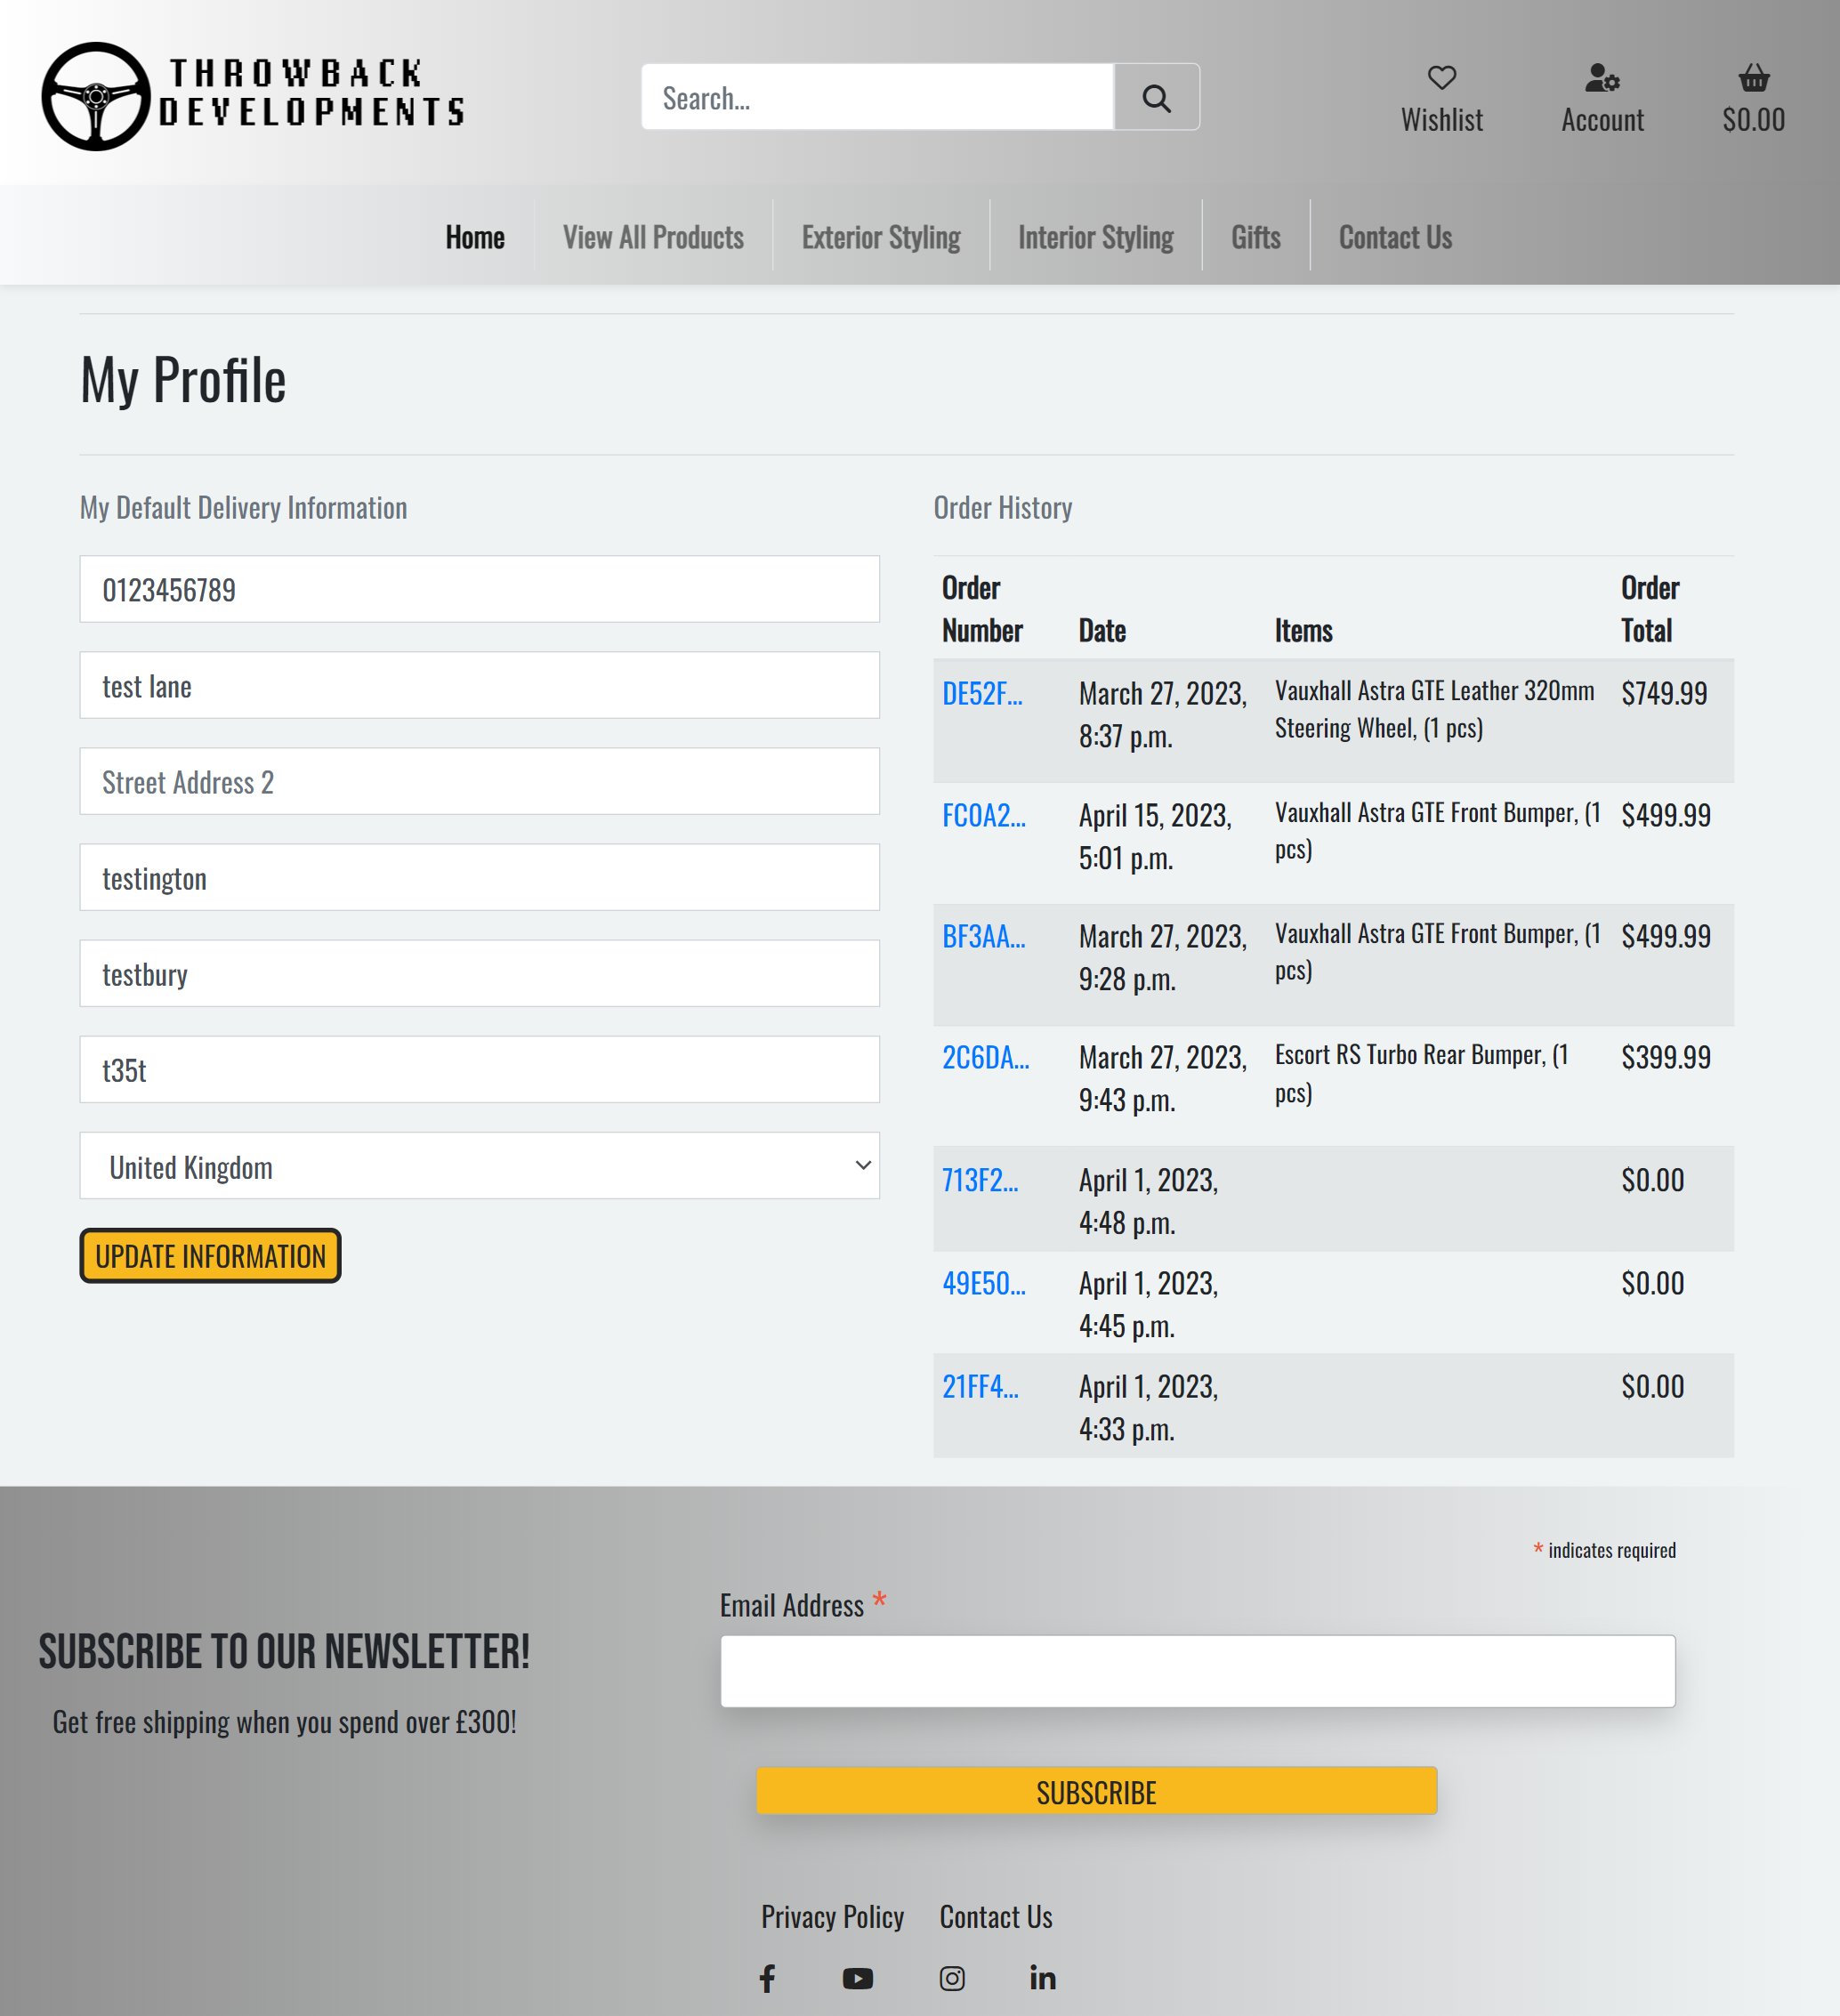 THROWBACK
DEVELOPMENTS
Search...
Wishlist
Account
$0.00
Home
View All Products
Exterior Styling
Interior Styling
Gifts
Contact Us
My Profile
My Default Delivery Information
0123456789
test lane
Street Address 2
testington
testbury
t35t
United Kingdom
UPDATE INFORMATION
Order History
Order
Number
Date
Items
Order
Total
DE52F...
March 27, 2023,
8:37 p.m.
Vauxhall Astra GTE Leather 320mm
Steering Wheel, (1 pcs)
$749.99
FC0A2...
April 15, 2023,
5:01 p.m.
Vauxhall Astra GTE Front Bumper, (1
pcs)
$499.99
BF3AA...
March 27, 2023,
9:28 p.m.
Vauxhall Astra GTE Front Bumper, (1
pcs)
$499.99
2C6DA...
March 27, 2023,
9:43 p.m.
Escort RS Turbo Rear Bumper, (1
pcs)
$399.99
713F2...
April 1, 2023,
4:48 p.m.
$0.00
49E50...
April 1, 2023,
4:45 p.m.
$0.00
21FF4...
April 1, 2023,
4:33 p.m.
$0.00
SUBSCRIBE TO OUR NEWSLETTER!
Get free shipping when you spend over £300!
* indicates required
Email Address *
SUBSCRIBE
Privacy Policy
Contact Us